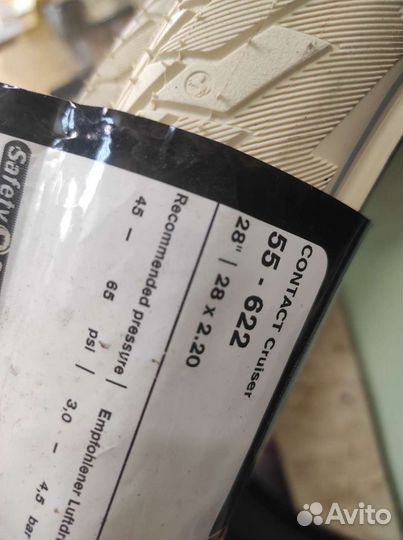 CONTACT Cruiser
55 - 622
28" | 28 x 2.20
Recommended pressure | Empfohlener
45 - 65 psi | 3,0 - 4,5 bar
Safety
Avito